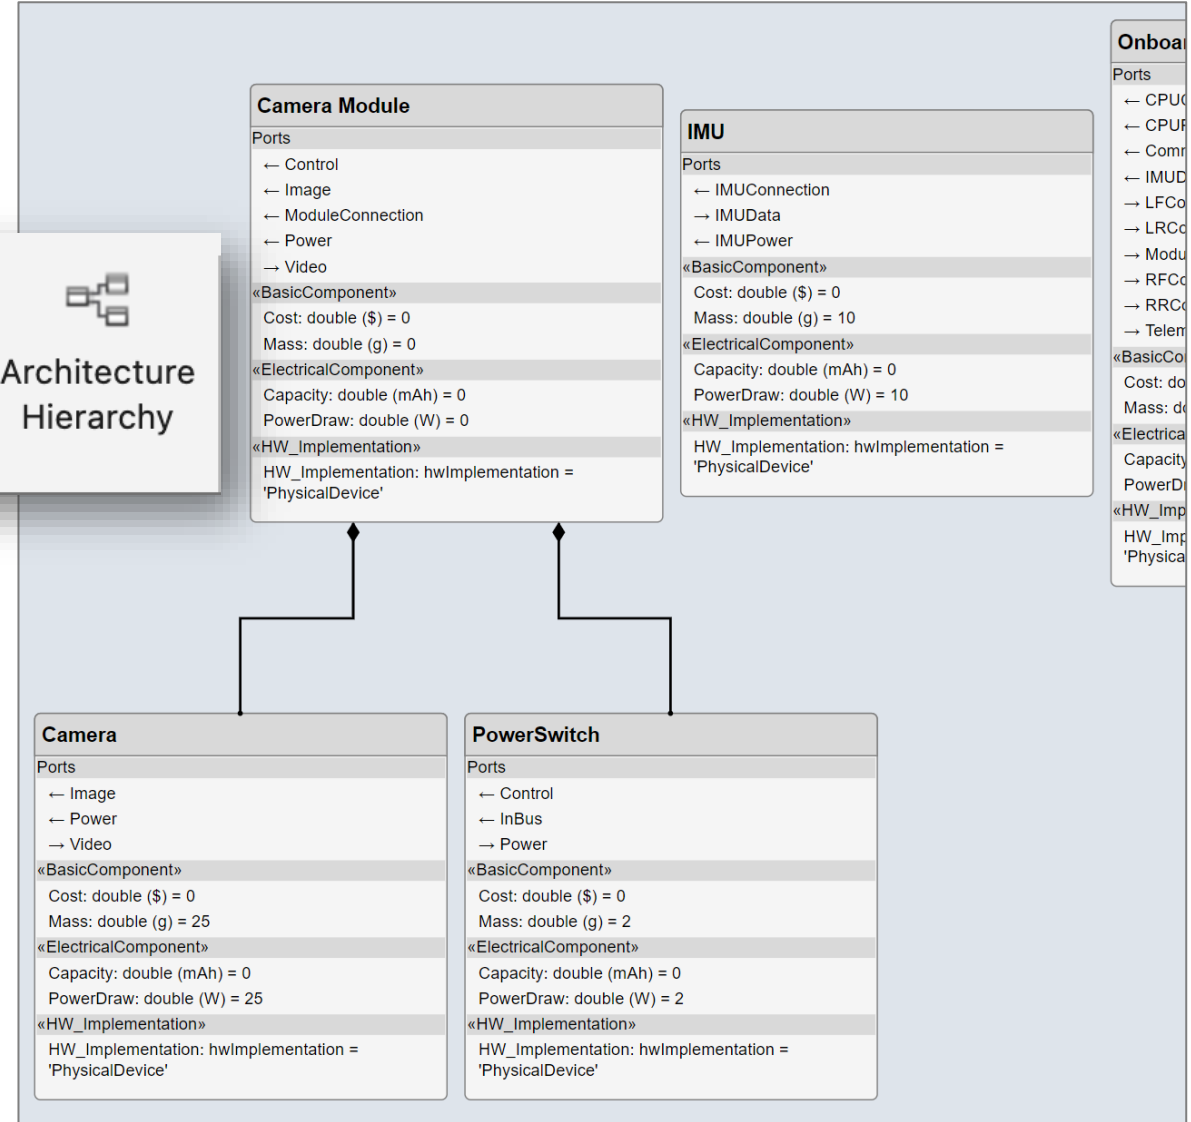 Architecture
Hierarchy
Camera Module
Ports
← Control
← Image
← ModuleConnection
← Power
→ Video
«BasicComponent»
Cost: double ($) = 0
Mass: double (g) = 0
«ElectricalComponent»
Capacity: double (mAh) = 0
PowerDraw: double (W) = 0
«HW_Implementation»
HW_Implementation: hwImplementation =
'PhysicalDevice'
IMU
Ports
← IMUConnection
→ IMUData
← IMUPower
«BasicComponent»
Cost: double ($) = 0
Mass: double (g) = 10
«ElectricalComponent»
Capacity: double (mAh) = 0
PowerDraw: double (W) = 10
«HW_Implementation»
HW_Implementation: hwImplementation =
'PhysicalDevice'
Ports
Cost:
Mass:
Capacity
Camera
Ports
← Image
← Power
→ Video
«BasicComponent»
Cost: double ($) = 0
Mass: double (g) = 25
«ElectricalComponent»
Capacity: double (mAh) = 0
PowerDraw: double (W) = 25
«HW_Implementation»
HW_Implementation: hwImplementation =
'PhysicalDevice'
PowerSwitch
Ports
← Control
← InBus
→ Power
«BasicComponent»
Cost: double ($) = 0
Mass: double (g) = 2
«ElectricalComponent»
Capacity: double (mAh) = 0
PowerDraw: double (W) = 2
«HW_Implementation»
HW_Implementation: hwImplementation =
'PhysicalDevice'